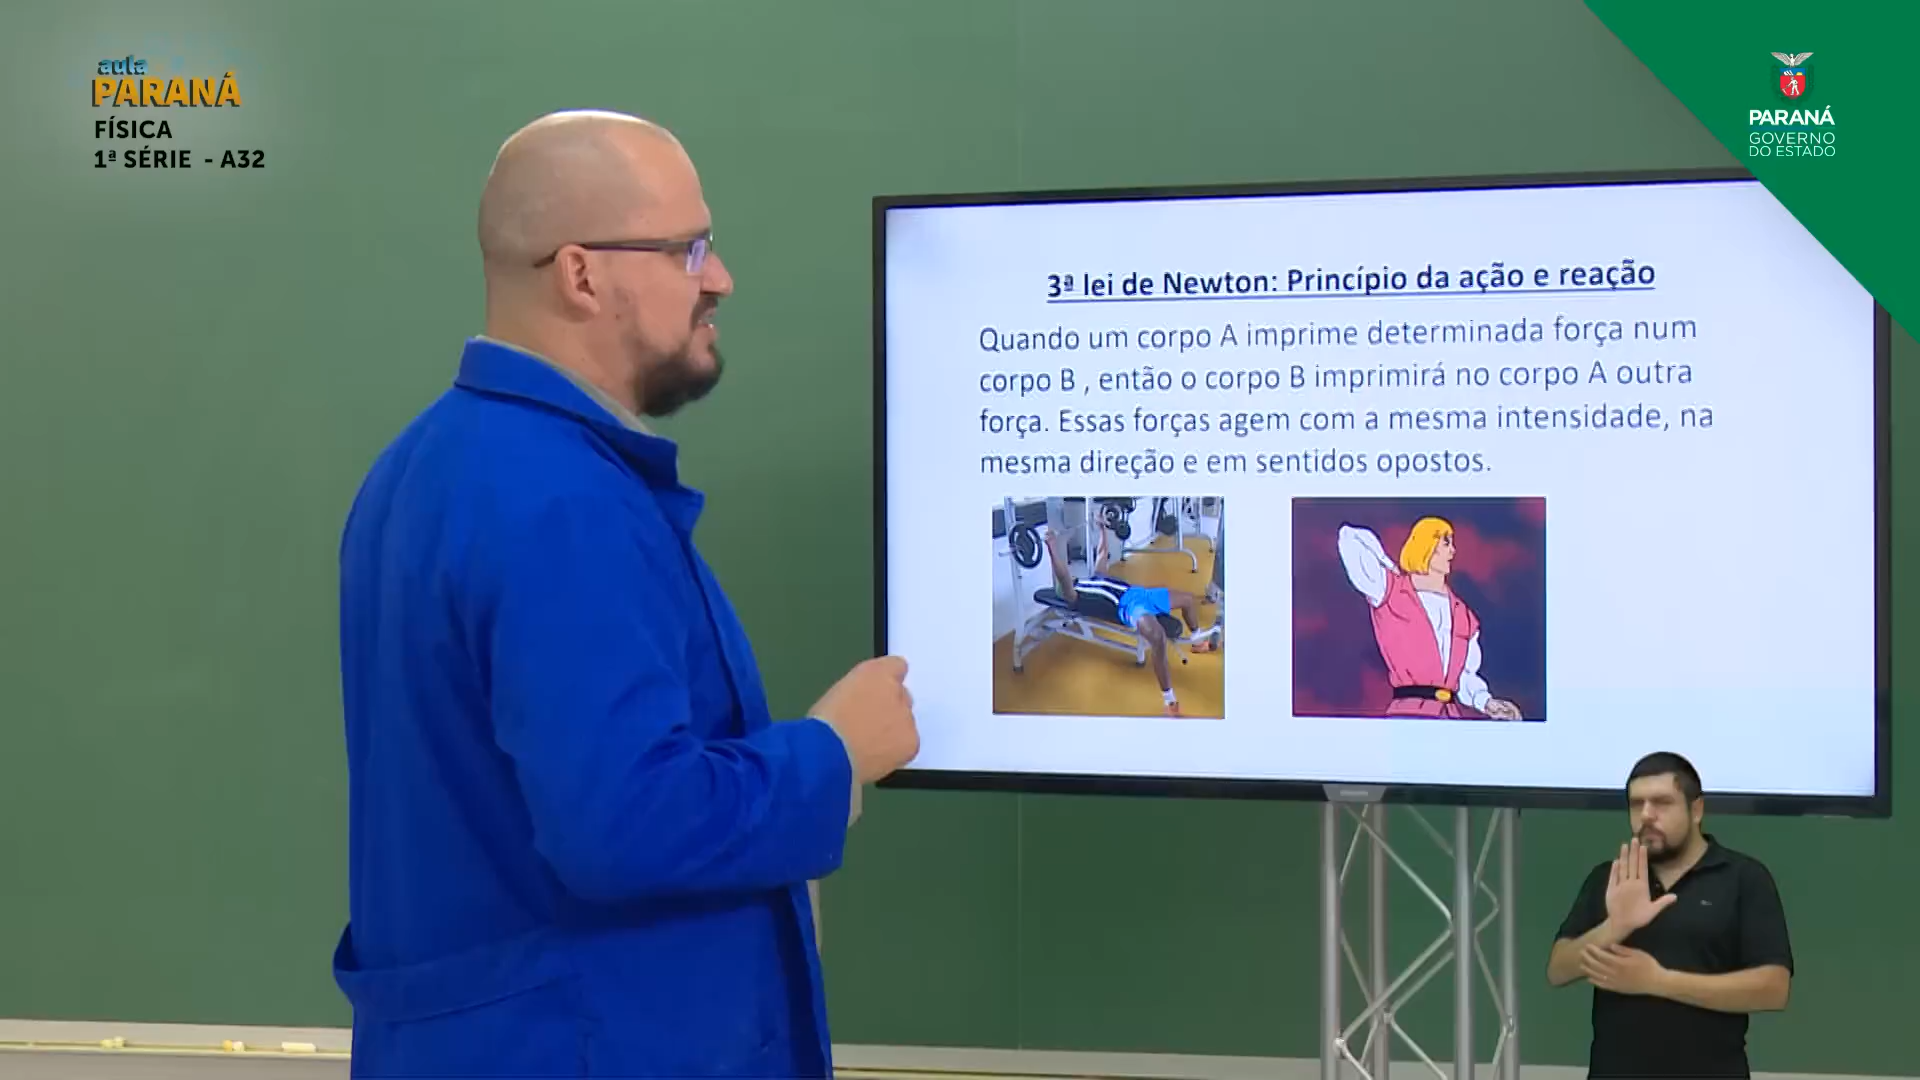 aula
PARANÁ
FÍSICA
1ª SÉRIE - A32
PARANÁ
GOVERNO
DO ESTADO
3ª lei de Newton: Princípio da ação e reação
Quando um corpo A imprime determinada força num
corpo B , então o corpo B imprimirá no corpo A outra
força. Essas forças agem com a mesma intensidade, na
mesma direção e em sentidos opostos.